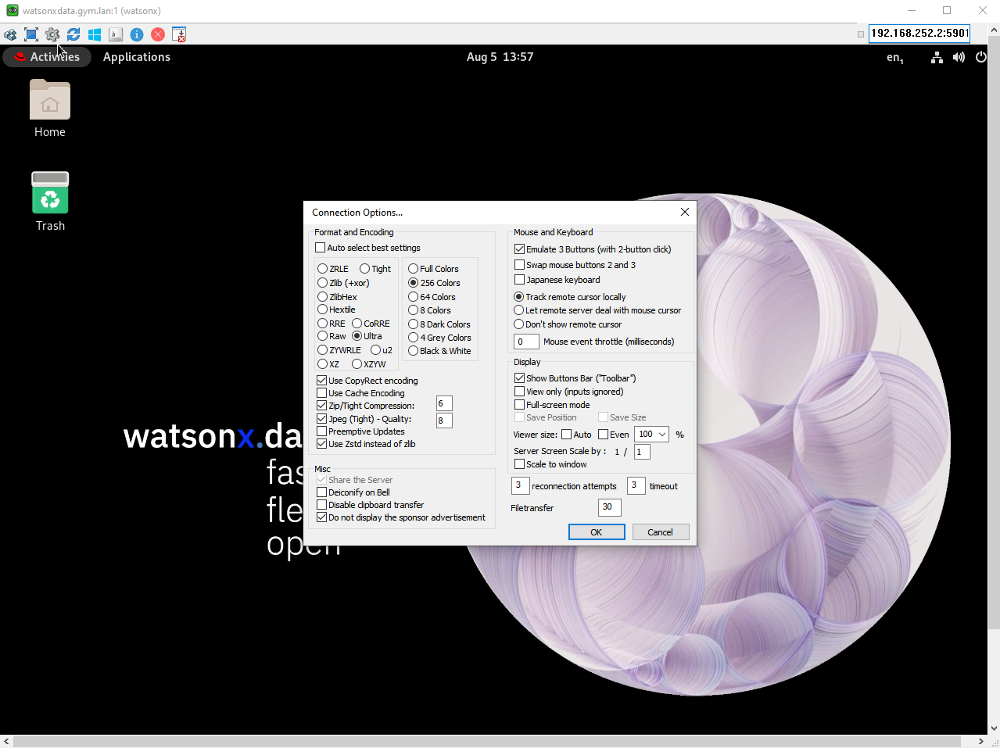 watsonxdata.gym.lan:1 (watsonx)
192.168.252.2:5901
Activities Applications Aug 5 13:57 en1
Home
Trash
watsonx.da
fas
fle
open
Connection Options...
Format and Encoding
Auto select best settings
ZRLE Tight
Zlib (+xor)
ZlibHex
Hextile
RRE CoRRE
Raw Ultra
ZYWRLE u2
XZ XZYW
Full Colors
256 Colors
64 Colors
8 Colors
8 Dark Colors
4 Grey Colors
Black & White
Use CopyRect encoding
Use Cache Encoding
Zip/Tight Compression: 6
Jpeg (Tight) - Quality: 8
Preemptive Updates
Use Zstd instead of zlib
Misc
Share the Server
Deiconify on Bell
Disable clipboard transfer
Do not display the sponsor advertisement
Mouse and Keyboard
Emulate 3 Buttons (with 2-button click)
Swap mouse buttons 2 and 3
Japanese keyboard
Track remote cursor locally
Let remote server deal with mouse cursor
Don't show remote cursor
0 Mouse event throttle (milliseconds)
Display
Show Buttons Bar ("Toolbar")
View only (inputs ignored)
Full-screen mode
Save Position Save Size
Viewer size: Auto Even 100 %
Server Screen Scale by : 1 / 1
Scale to window
3 reconnection attempts 3 timeout
Filetransfer 30
OK Cancel